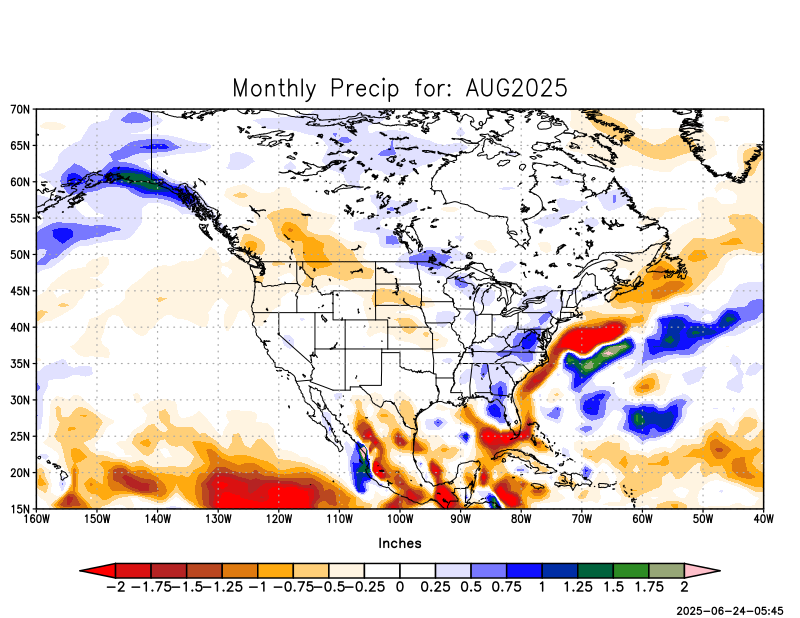 Monthly Precip for: AUG2025
70N
65N
60N
55N
50N
45N
40N
35N
30N
25N
20N
15N
160W 150W 140W 130W 120W 110W 100W 90W 80W 70W 60W 50W 40W
Inches
-2 -1.75 -1.5 -1.25 -1 -0.75 -0.5 -0.25 0 0.25 0.5 0.75 1 1.25 1.5 1.75 2
2025-06-24-05:45